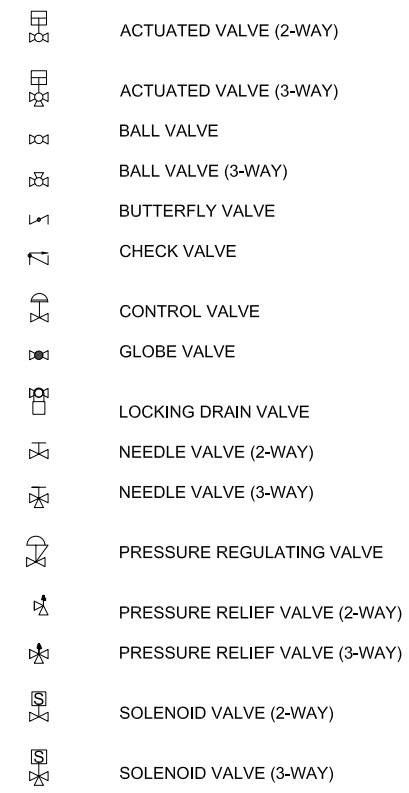 ACTUATED VALVE (2-WAY)
ACTUATED VALVE (3-WAY)
BALL VALVE
BALL VALVE (3-WAY)
BUTTERFLY VALVE
CHECK VALVE
CONTROL VALVE
GLOBE VALVE
LOCKING DRAIN VALVE
NEEDLE VALVE (2-WAY)
NEEDLE VALVE (3-WAY)
PRESSURE REGULATING VALVE
PRESSURE RELIEF VALVE (2-WAY)
PRESSURE RELIEF VALVE (3-WAY)
S SOLENOID VALVE (2-WAY)
S SOLENOID VALVE (3-WAY)